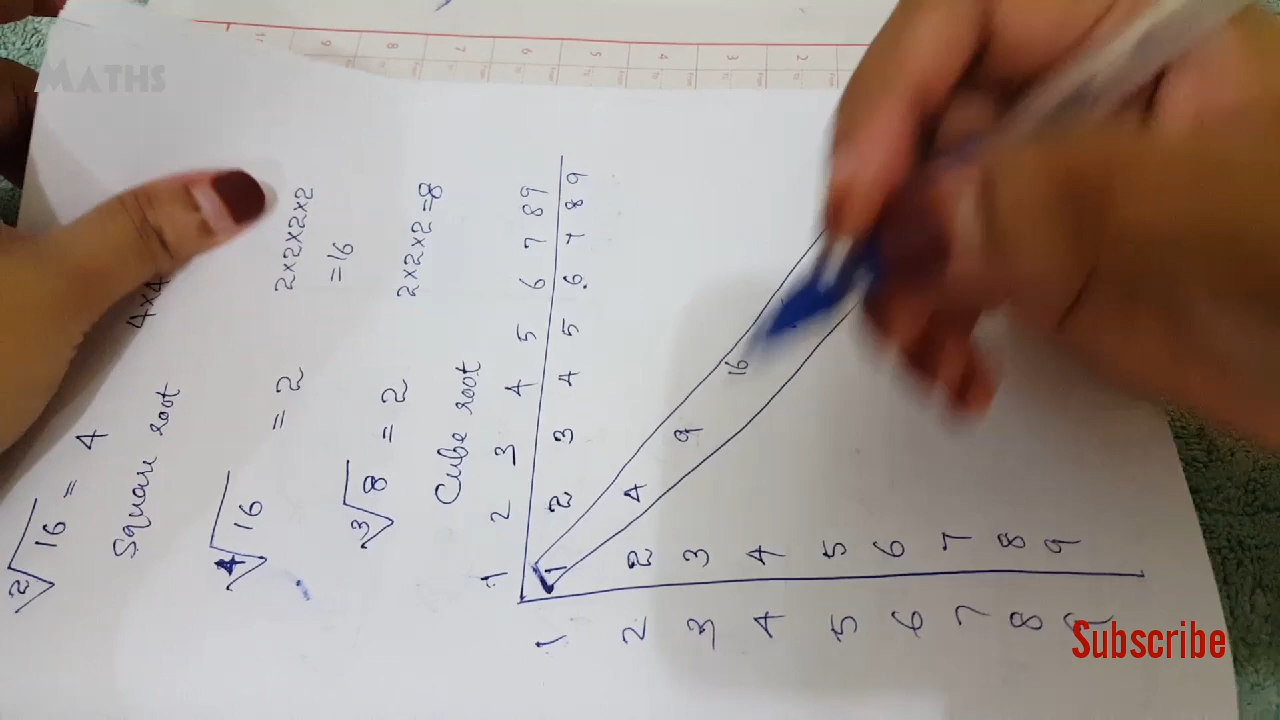 MATHS
²√16 = 4
Square root
4x4
⁴√16 = 2
2x2x2x2
=16
³√8 = 2
2x2x2=8
Cube root
1 2 3 4 5 6 7 8 9
1 1 2 3 4 5 6 7 8 9
2 2 4
3 3 9
4 4 16
5 5
6 6
7 7
8 8
9 9
Subscribe